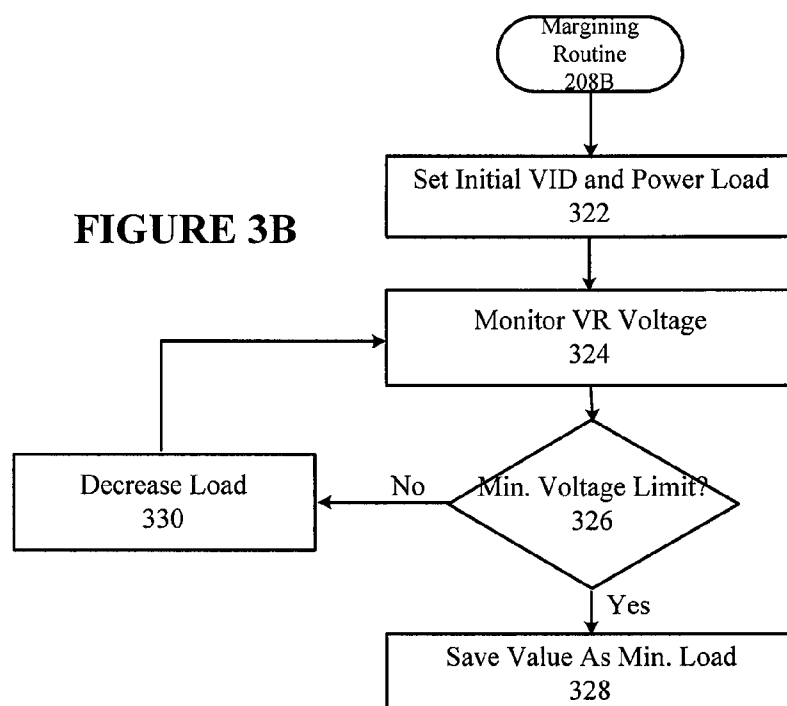 Margining
Routine
208B
Set Initial VID and Power Load
322
FIGURE 3B
Monitor VR Voltage
324
Decrease Load
330
No
Min. Voltage Limit?
326
Yes
Save Value As Min. Load
328